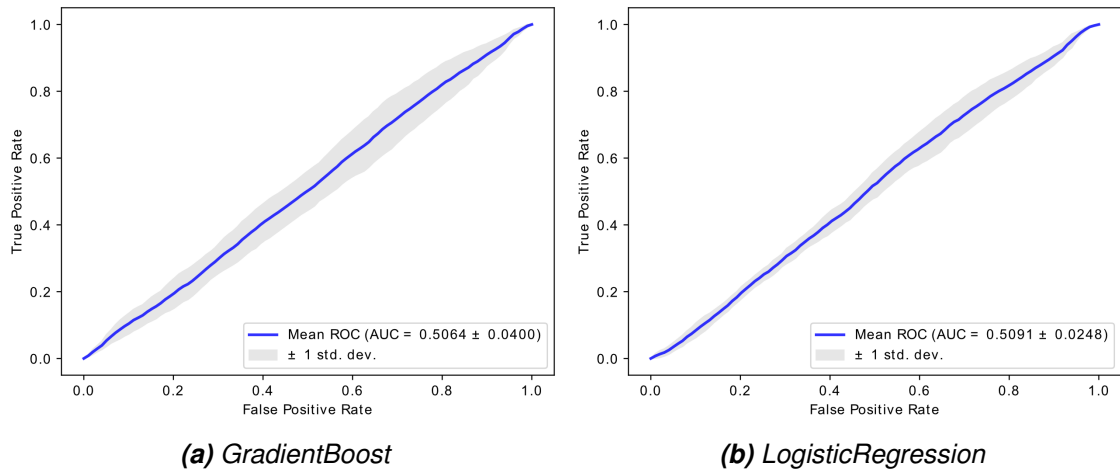 1.0
0.8
0.6
0.4
0.2
0.0
True Positive Rate
0.0 0.2 0.4 0.6 0.8 1.0
False Positive Rate
Mean ROC (AUC = 0.5064 ± 0.0400)
± 1 std. dev.
(a) GradientBoost
1.0
0.8
0.6
0.4
0.2
0.0
True Positive Rate
0.0 0.2 0.4 0.6 0.8 1.0
False Positive Rate
Mean ROC (AUC = 0.5091 ± 0.0248)
± 1 std. dev.
(b) LogisticRegression